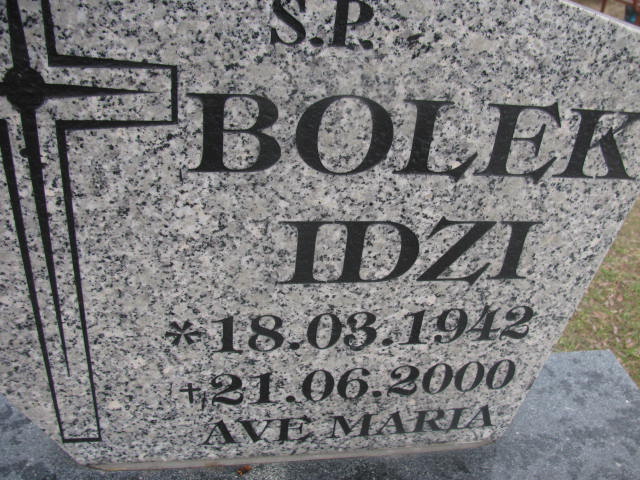 Ś.P.
BOLEK
IDZI
*18.03.1942
+21.06.2000
AVE MARIA